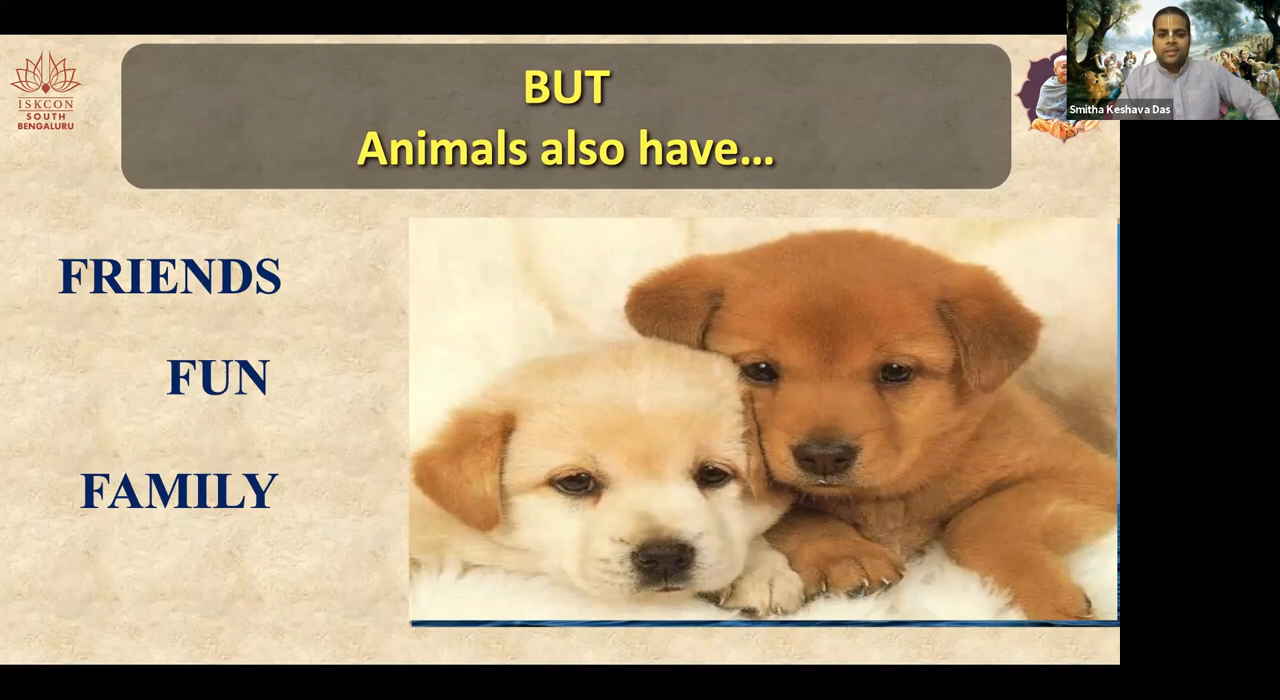 BUT
Animals also have...
ISKCON
SOUTH
BENGALURU
Smitha Keshava Das
FRIENDS
FUN
FAMILY